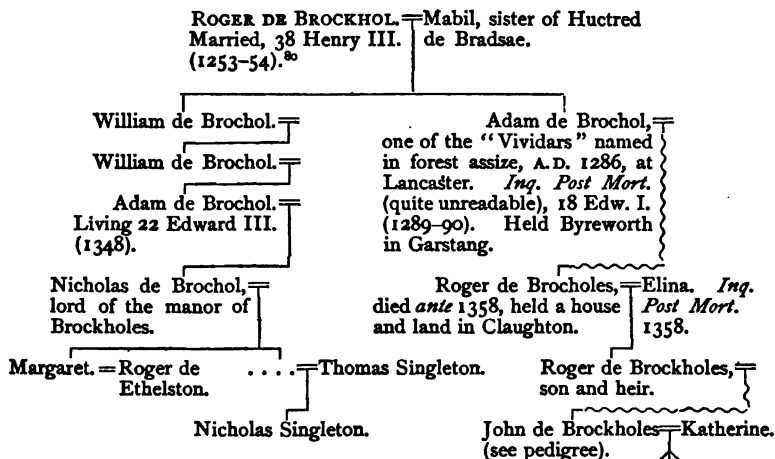 ROGER DE BROCKHOL.=Mabil, sister of Huctred
Married, 38 Henry III. de Bradsae.
(1253–54).⁸⁰
William de Brochol.=
William de Brochol.=
Adam de Brochol.=
Living 22 Edward III.
(1348).
Adam de Brochol,=
one of the “Vividars” named
in forest assize, A.D. 1286, at
Lancaster. Inq. Post Mort.
(quite unreadable), 18 Edw. I.
(1289–90). Held Byreworth
in Garstang.
Nicholas de Brochol,=
lord of the manor of
Brockholes.
Roger de Brocholes,=Elina. Inq.
died ante 1358, held a house Post Mort.
and land in Claughton. 1358.
Margaret.=Roger de
Ethelston.
. . . .=Thomas Singleton.
Nicholas Singleton.
Roger de Brockholes,=
son and heir.
John de Brockholes=Katherine.
(see pedigree).